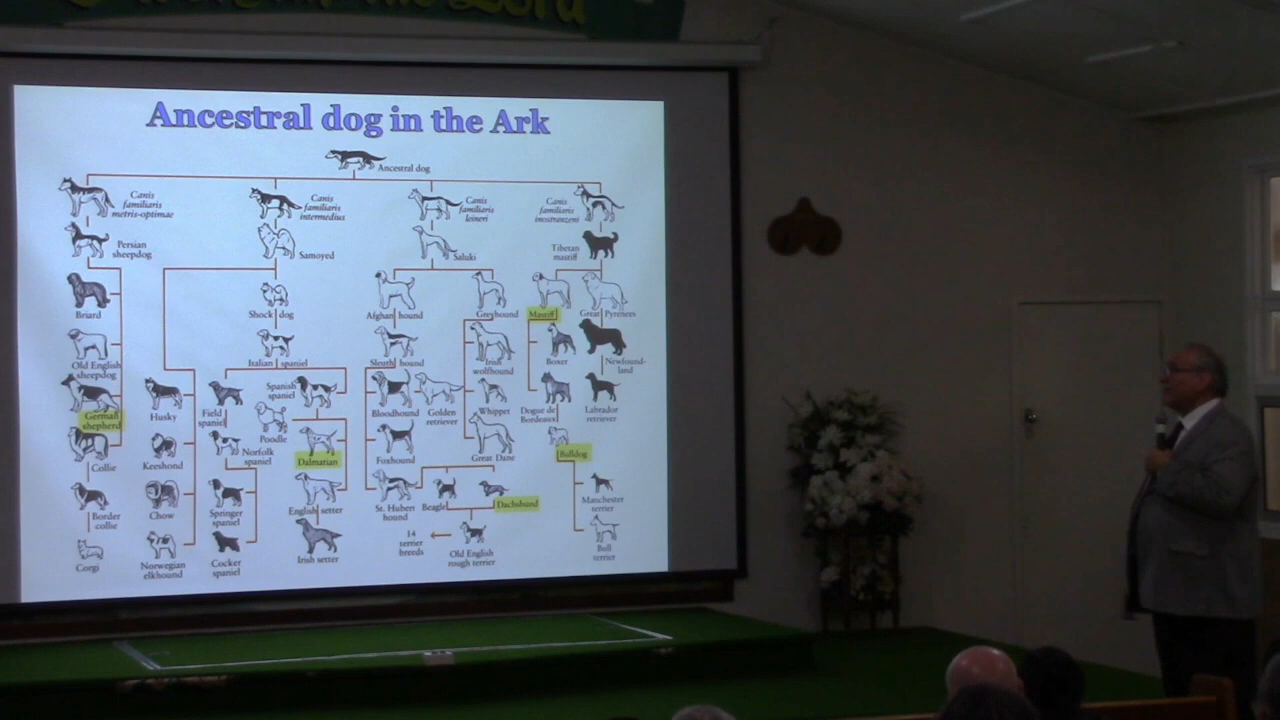 the Lord
Ancestral dog in the Ark
Ancestral dog
Canis
familiaris
metris-optimae
Canis
familiaris
intermedius
Canis
familiaris
leineri
Canis
familiaris
inostranzevi
Persian
sheepdog
Samoyed
Saluki
Tibetan
mastiff
Briard
Shock dog
Afghan hound
Greyhound
Mastiff
Great Pyrenees
Old English
sheepdog
Italian spaniel
Sleuth hound
Irish
wolfhound
Boxer
Newfound-
land
German
shepherd
Husky
Field
spaniel
Spanish
spaniel
Poodle
Bloodhound
Golden
retriever
Whippet
Dogue de
Bordeaux
Labrador
retriever
Collie
Keeshond
Norfolk
spaniel
Dalmatian
Foxhound
Great Dane
Bulldog
Border
collie
Chow
Springer
spaniel
English setter
St. Hubert
hound
Beagle
Dachshund
Manchester
terrier
Corgi
Norwegian
elkhound
Cocker
spaniel
Irish setter
14
terrier
breeds
Old English
rough terrier
Bull
terrier